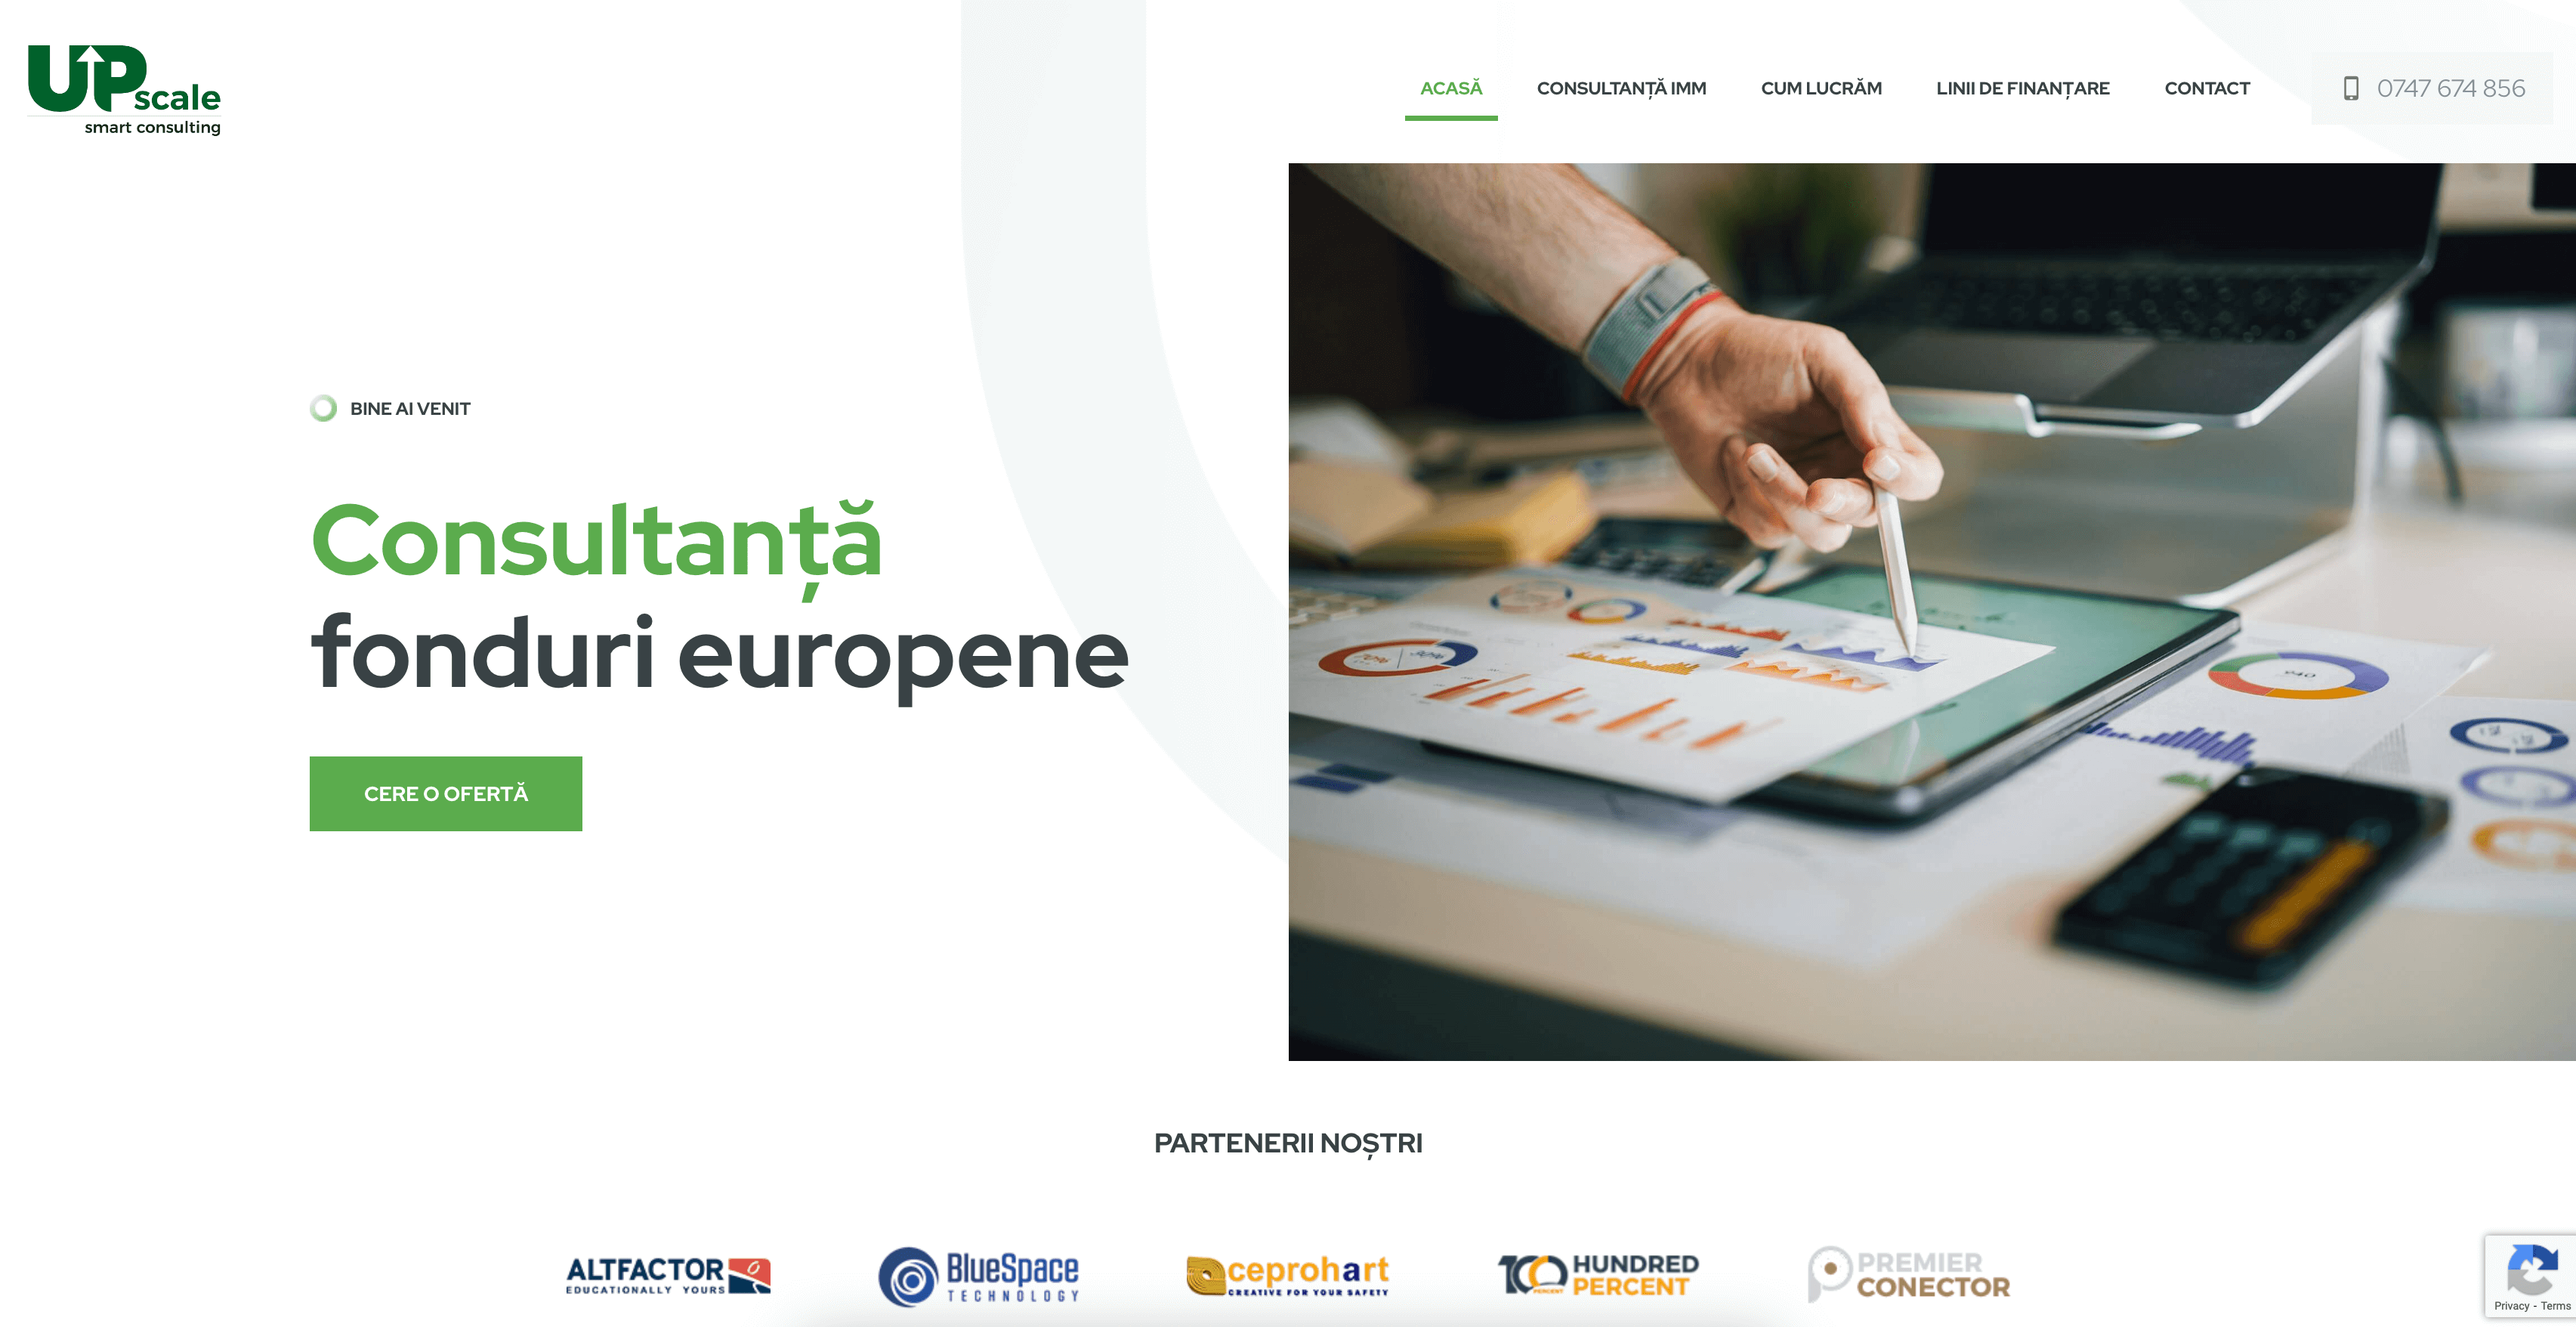 UPscale
smart consulting
ACASĂ
CONSULTANȚĂ IMM
CUM LUCRĂM
LINII DE FINANȚARE
CONTACT
0747 674 856
BINE AI VENIT
Consultanță
fonduri europene
CERE O OFERTĂ
PARTENERII NOȘTRI
ALTFACTOR
EDUCATIONALLY YOURS
BlueSpace
TECHNOLOGY
ceprohart
CREATIVE FOR YOUR SAFETY
100
PERCENT
HUNDRED
PERCENT
PREMIER
CONECTOR
Privacy - Terms